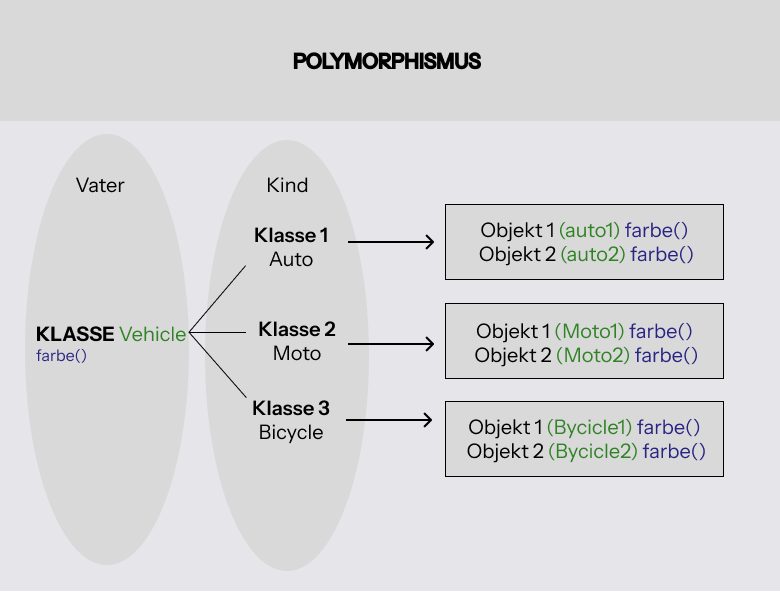 POLYMORPHISMUS
Vater
KLASSE Vehicle
farbe()
Kind
Klasse 1
Auto
Klasse 2
Moto
Klasse 3
Bicycle
Objekt 1 (auto1) farbe()
Objekt 2 (auto2) farbe()
Objekt 1 (Moto1) farbe()
Objekt 2 (Moto2) farbe()
Objekt 1 (Bycicle1) farbe()
Objekt 2 (Bycicle2) farbe()